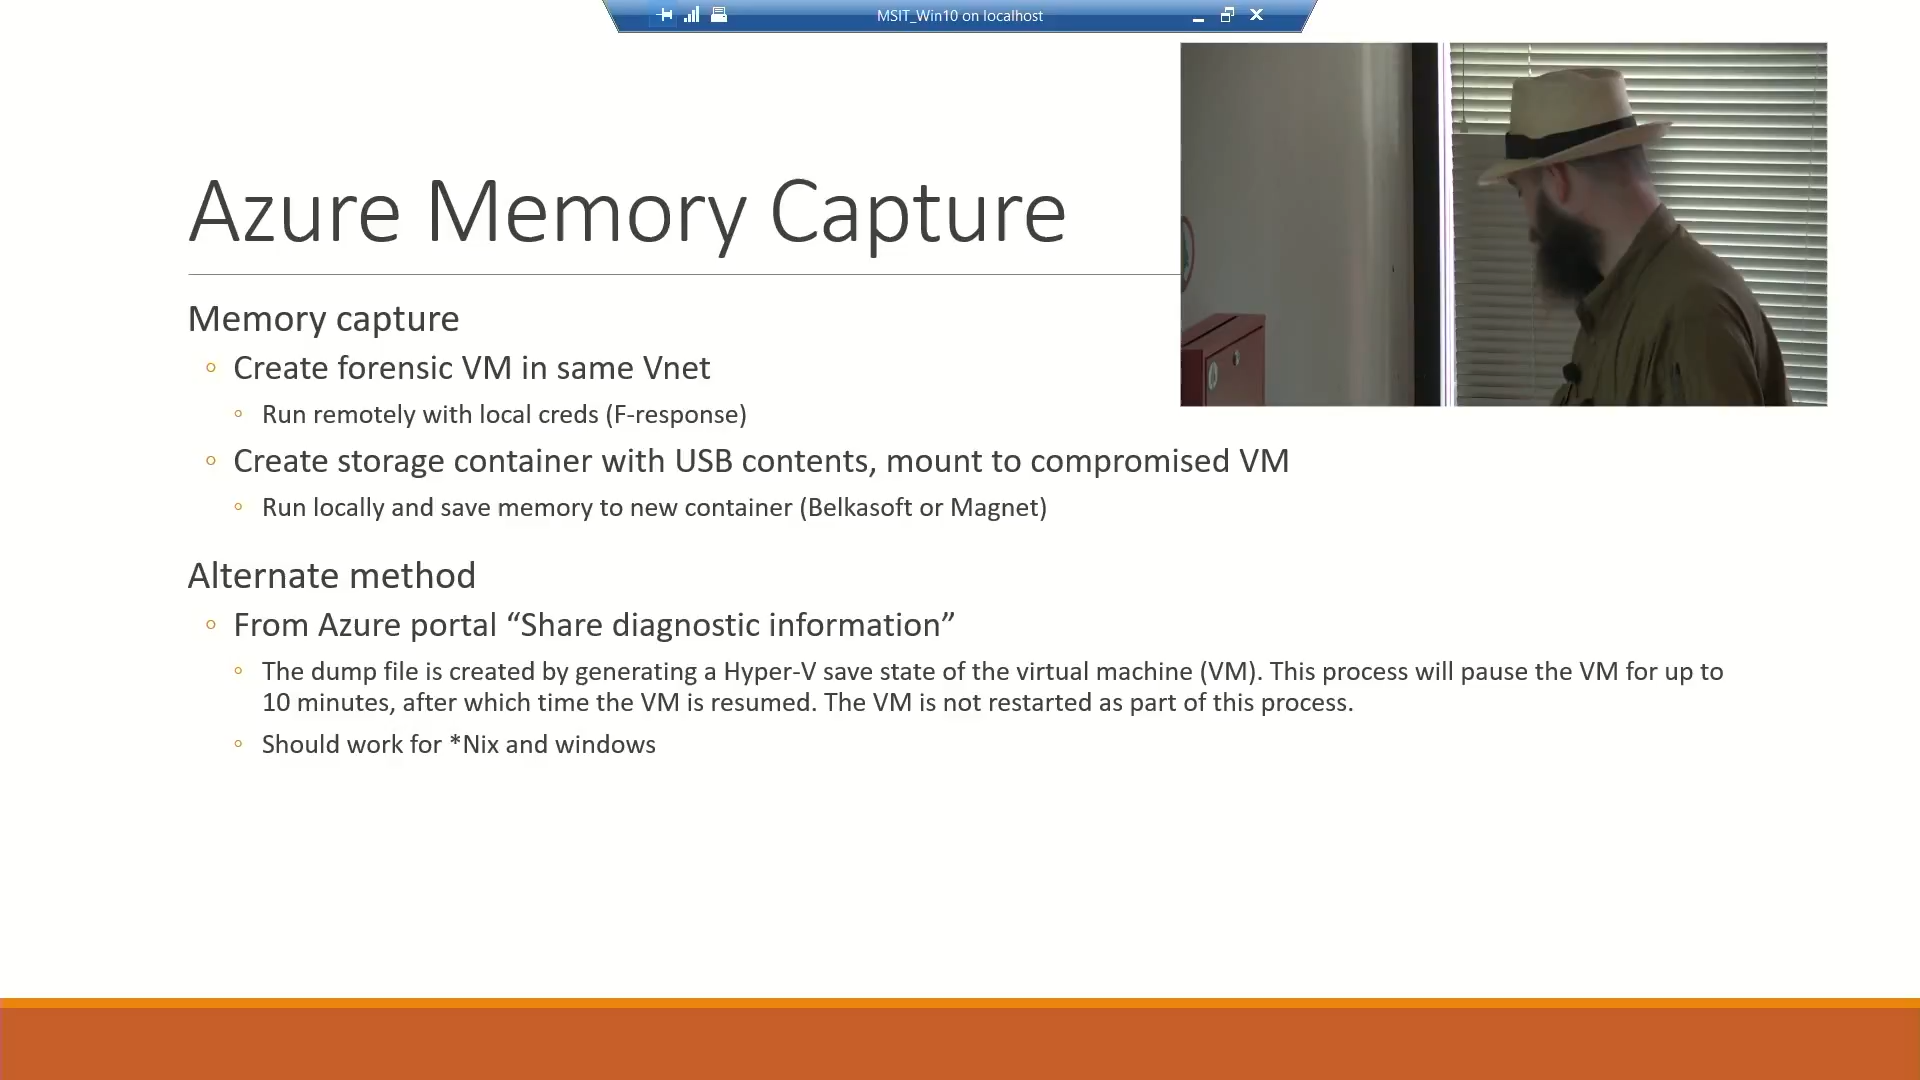 MSIT_Win10 on localhost
Azure Memory Capture
Memory capture
Create forensic VM in same Vnet
Run remotely with local creds (F-response)
Create storage container with USB contents, mount to compromised VM
Run locally and save memory to new container (Belkasoft or Magnet)
Alternate method
From Azure portal “Share diagnostic information”
The dump file is created by generating a Hyper-V save state of the virtual machine (VM). This process will pause the VM for up to
10 minutes, after which time the VM is resumed. The VM is not restarted as part of this process.
Should work for *Nix and windows